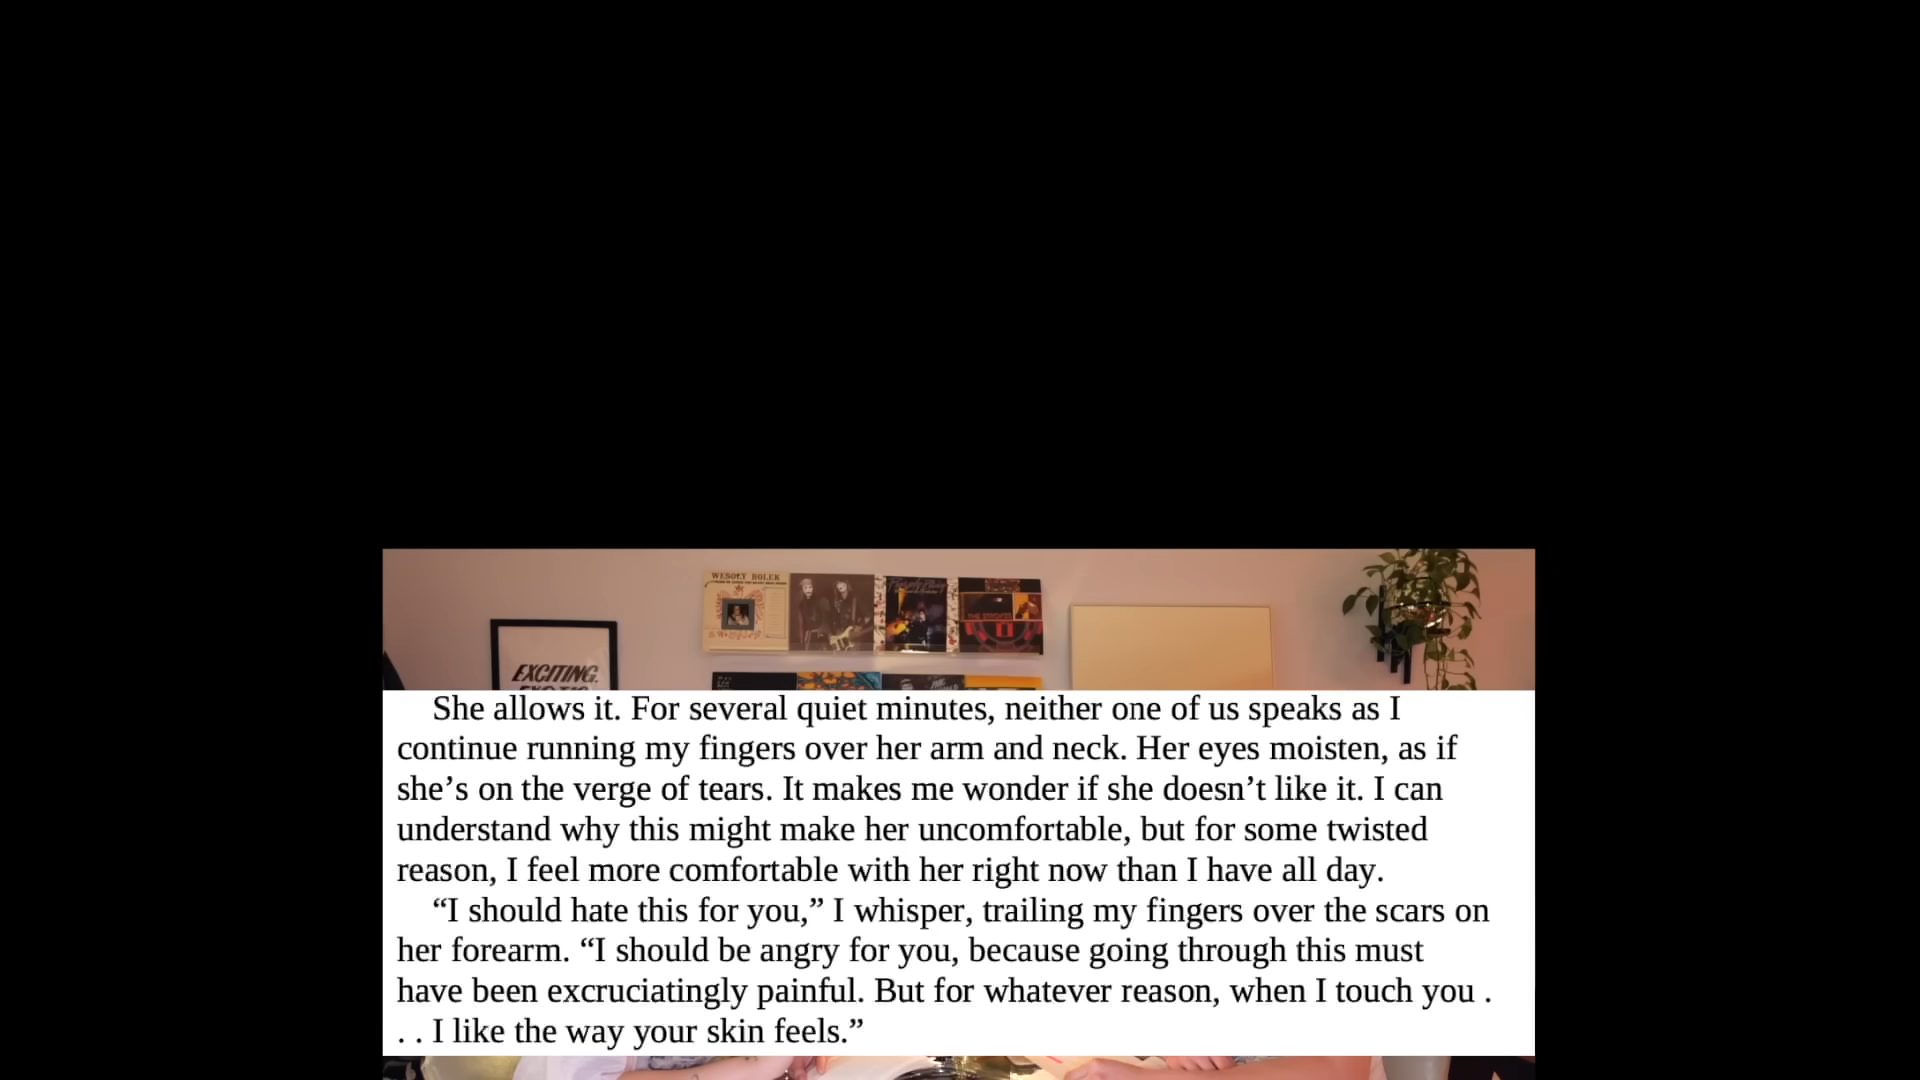 WESOŁY ROLEK
EXCITING.
She allows it. For several quiet minutes, neither one of us speaks as I
continue running my fingers over her arm and neck. Her eyes moisten, as if
she’s on the verge of tears. It makes me wonder if she doesn’t like it. I can
understand why this might make her uncomfortable, but for some twisted
reason, I feel more comfortable with her right now than I have all day.
“I should hate this for you,” I whisper, trailing my fingers over the scars on
her forearm. “I should be angry for you, because going through this must
have been excruciatingly painful. But for whatever reason, when I touch you .
. . I like the way your skin feels.”